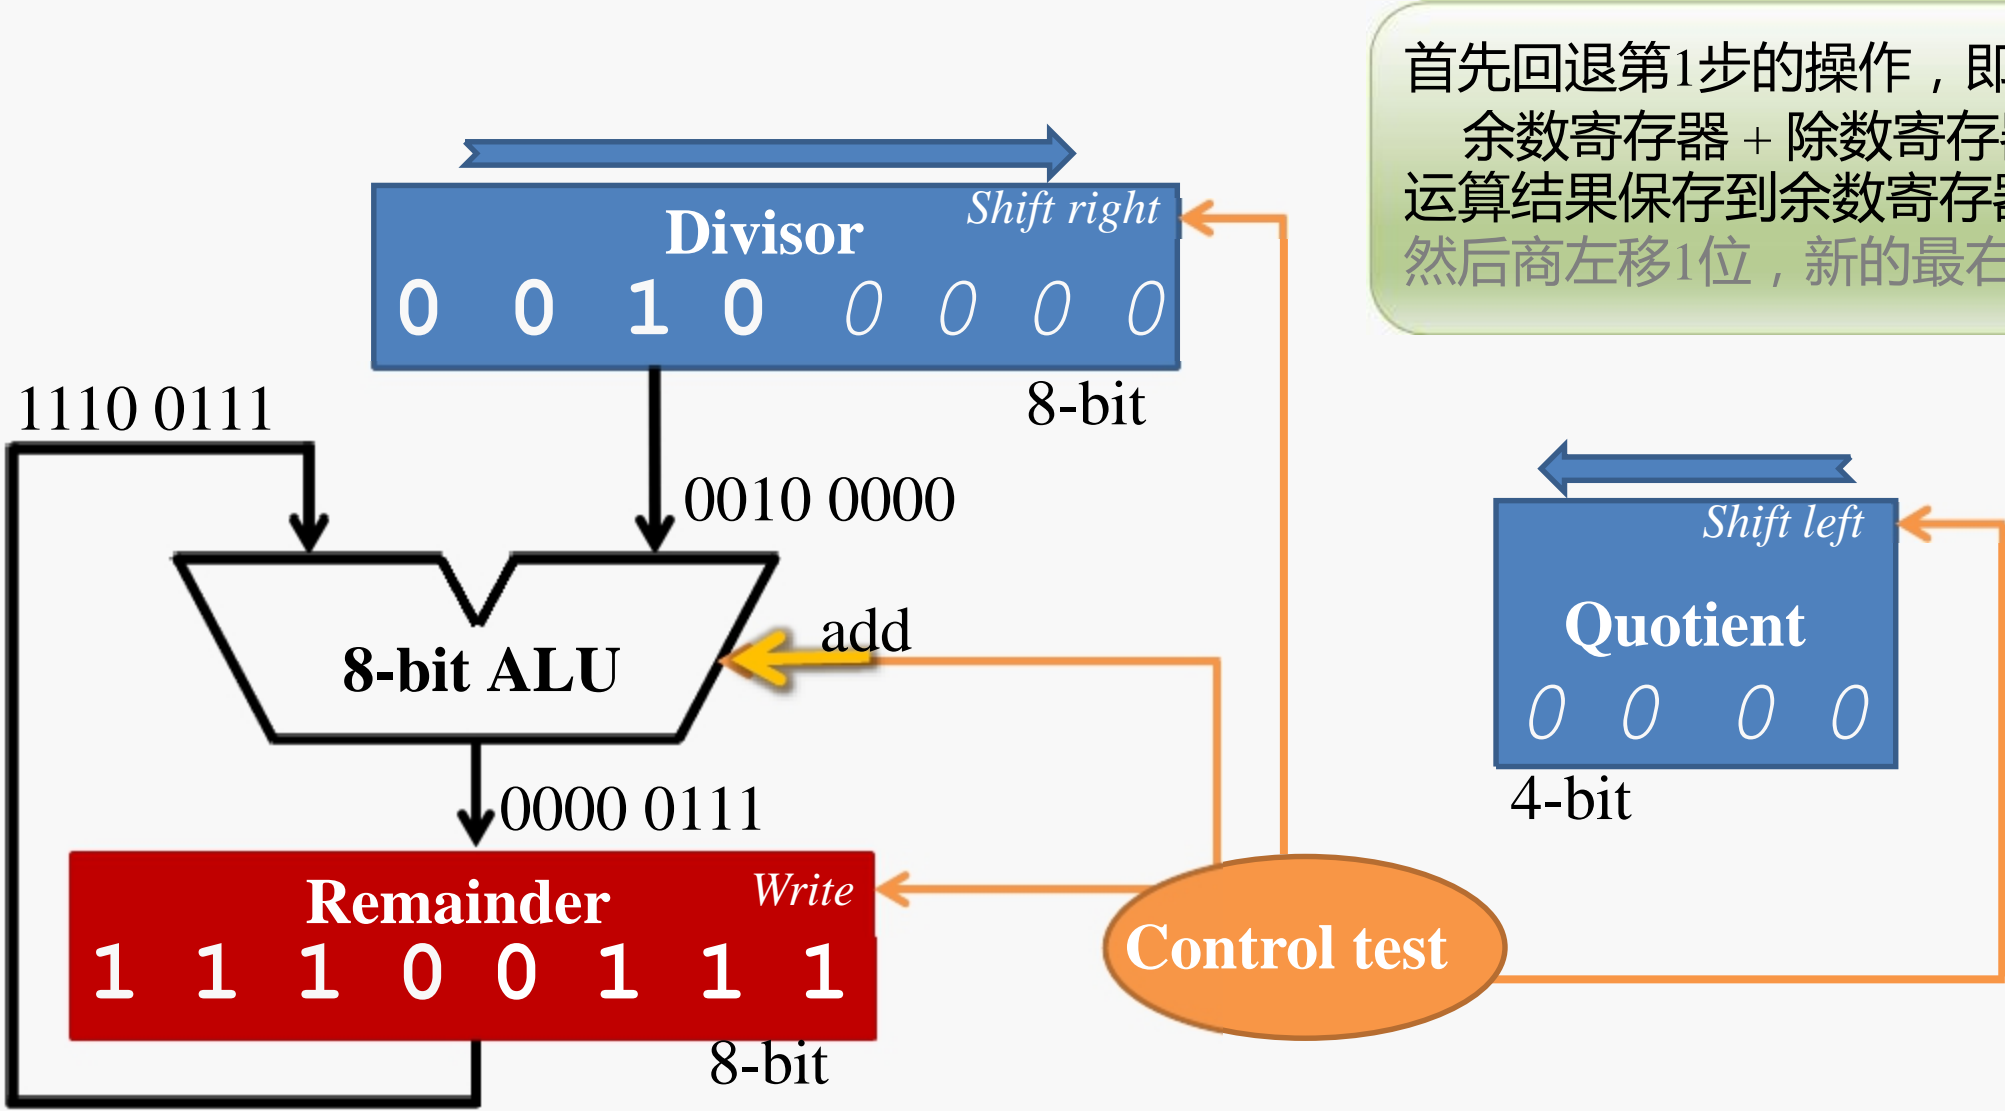 首先回退第1步的操作，即
余数寄存器 + 除数寄存器
运算结果保存到余数寄存器
然后商左移1位，新的最右
Shift right
Divisor
0 0 1 0 0 0 0 0
8-bit
1110 0111
0010 0000
Shift left
Quotient
0 0 0 0
4-bit
add
8-bit ALU
0000 0111
Remainder
Write
1 1 1 0 0 1 1 1
8-bit
Control test